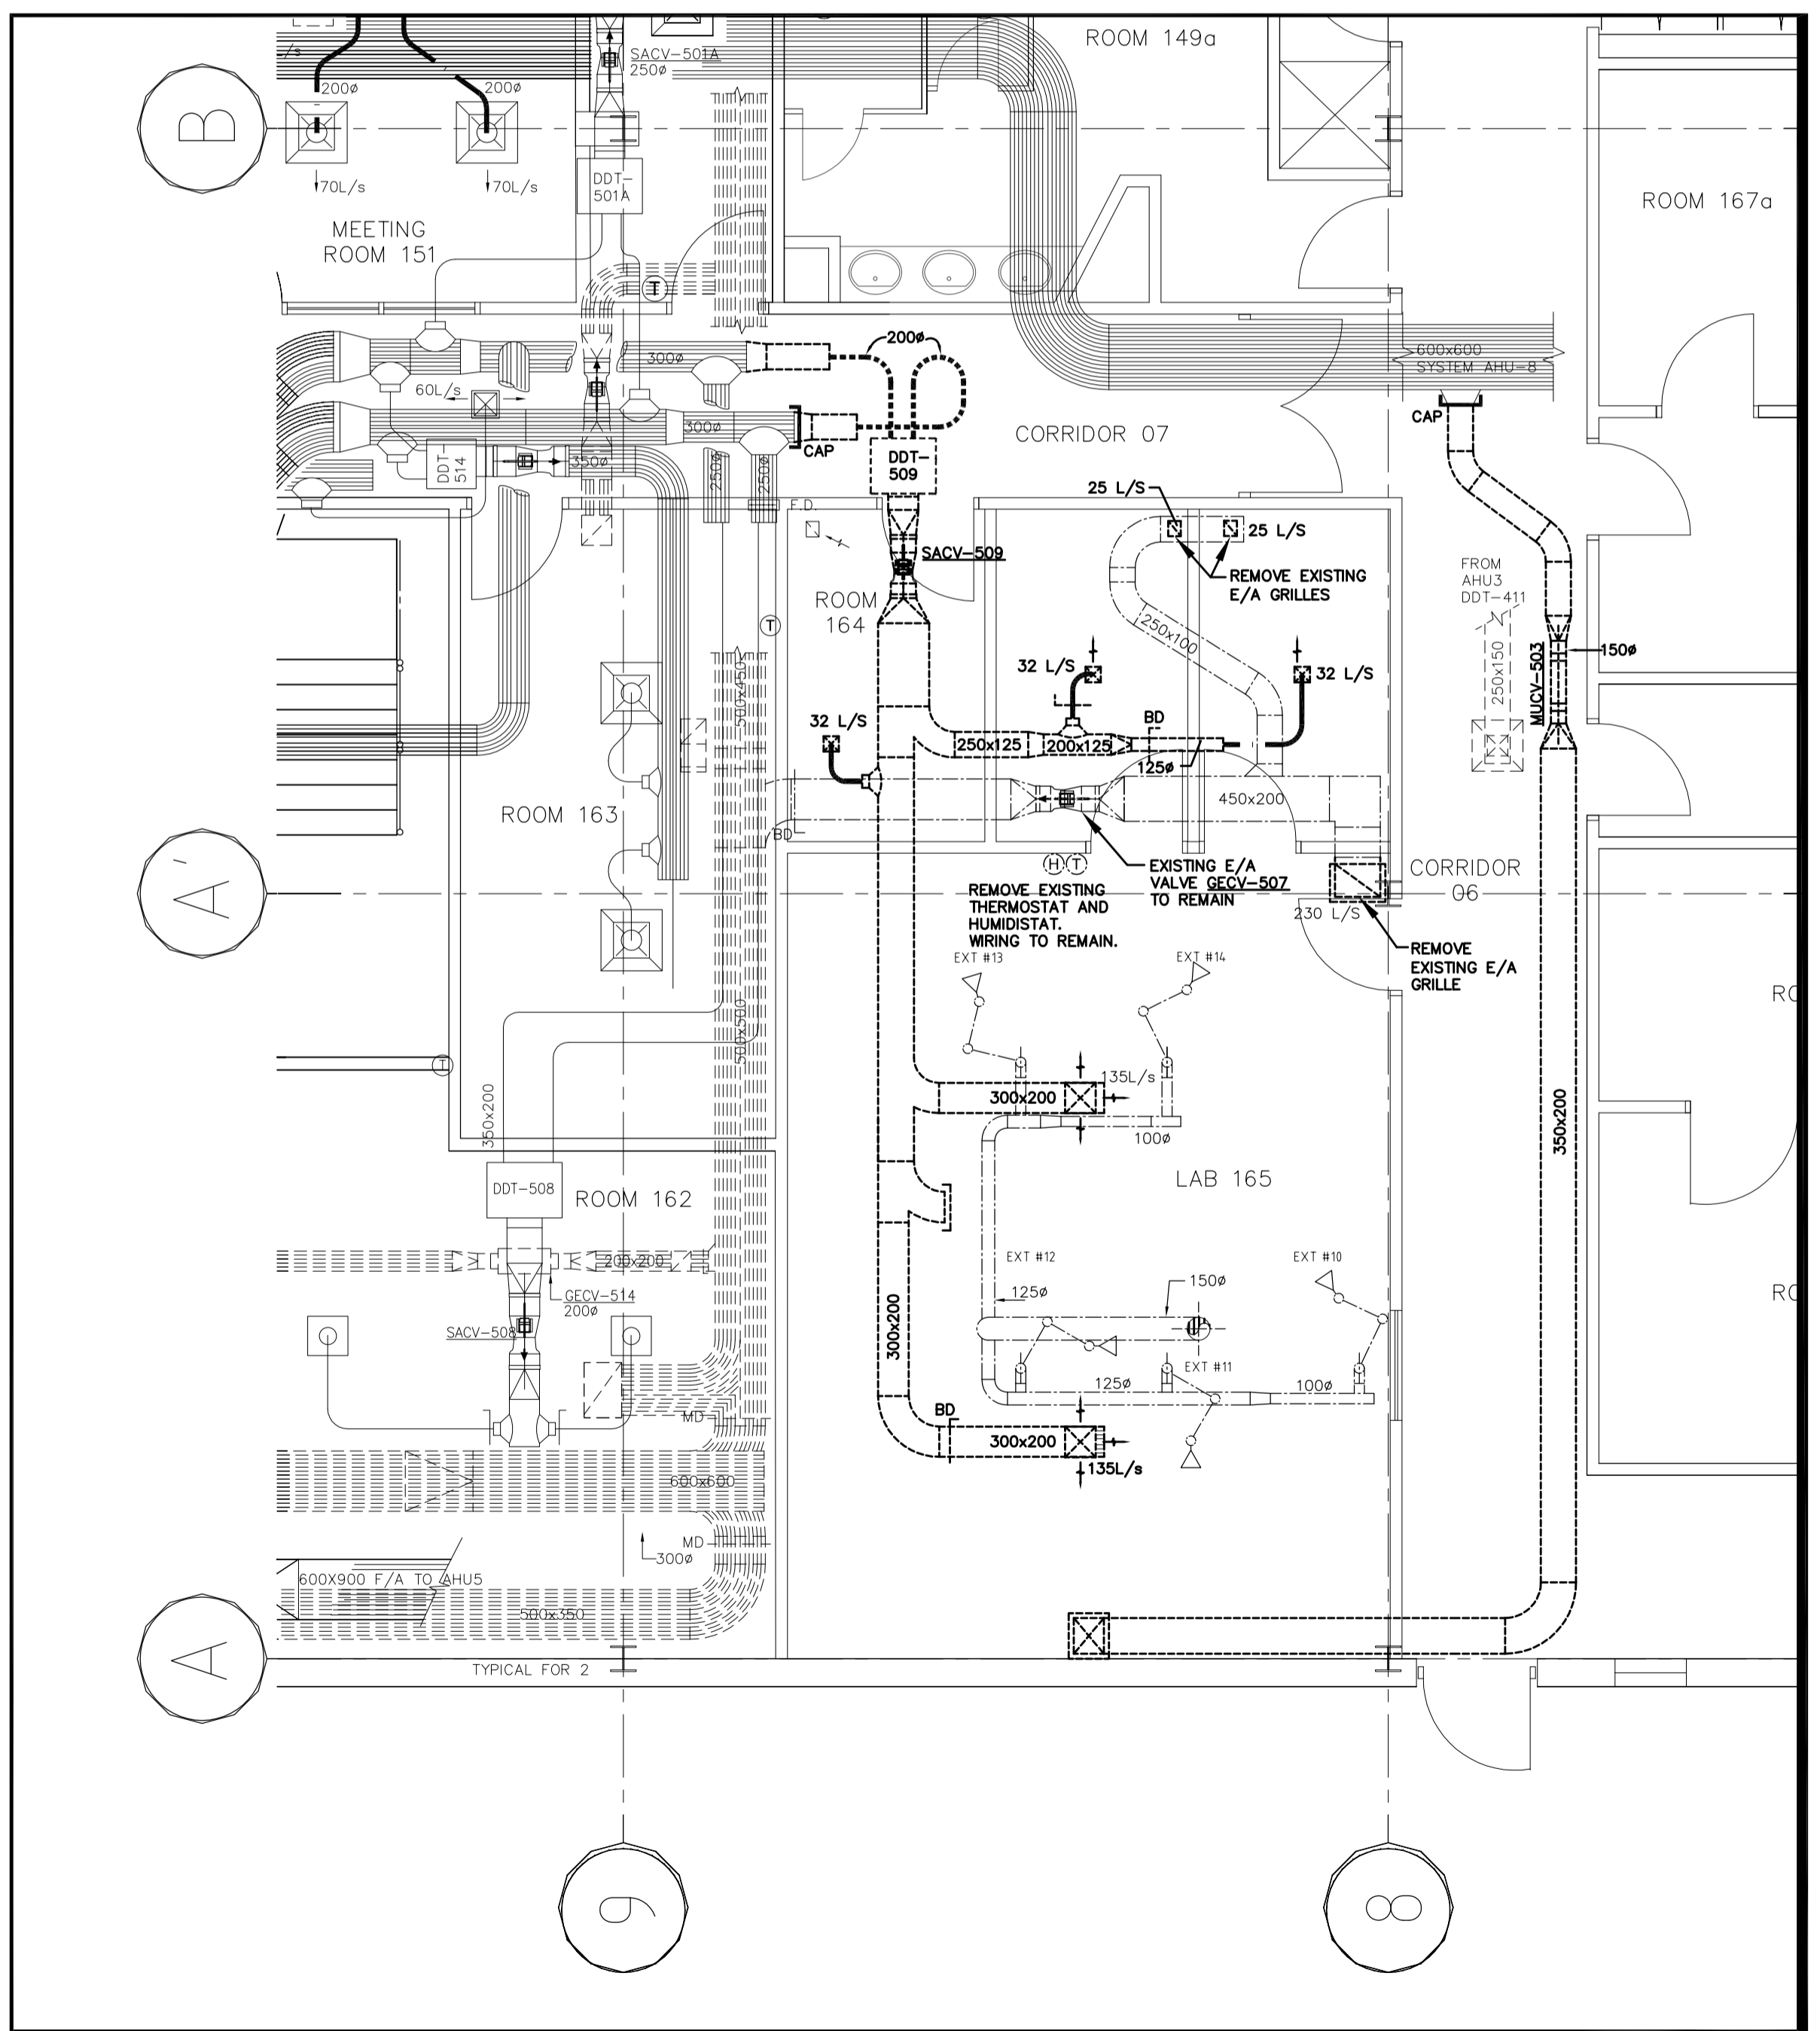 ROOM 149a
SACV-501A
250ø
/s
200ø
200ø
B
70L/s
70L/s
DDT-
501A
MEETING
ROOM 151
ROOM 167a
T
200ø
300ø
600x600
SYSTEM AHU-8
60L/s
CAP
300ø
CAP
CORRIDOR 07
DDT-
514
350ø
250ø
250ø
DDT-
509
25 L/S
F.D.
25 L/S
SACV-509
REMOVE EXISTING
E/A GRILLES
FROM
AHU3
DDT-411
ROOM
164
T
250x100
250x150
MUCV-503
150ø
32 L/S
32 L/S
500x450
32 L/S
BD
250x125
200x125
125ø
450x200
ROOM 163
BD
H T
EXISTING E/A
VALVE GECV-507
TO REMAIN
CORRIDOR
06
A'
REMOVE EXISTING
THERMOSTAT AND
HUMIDISTAT.
WIRING TO REMAIN.
230 L/S
REMOVE
EXISTING E/A
GRILLE
EXT #13
EXT #14
RO
500x500
T
135L/s
300x200
350x200
100ø
350x200
LAB 165
DDT-508
ROOM 162
200x200
EXT #12
EXT #10
GECV-514
200ø
150ø
125ø
SACV-508
300x200
RO
EXT #11
125ø
100ø
MD
BD
300x200
135L/s
600x600
MD
300ø
600X900 F/A TO AHU5
500x350
A
TYPICAL FOR 2
9
8